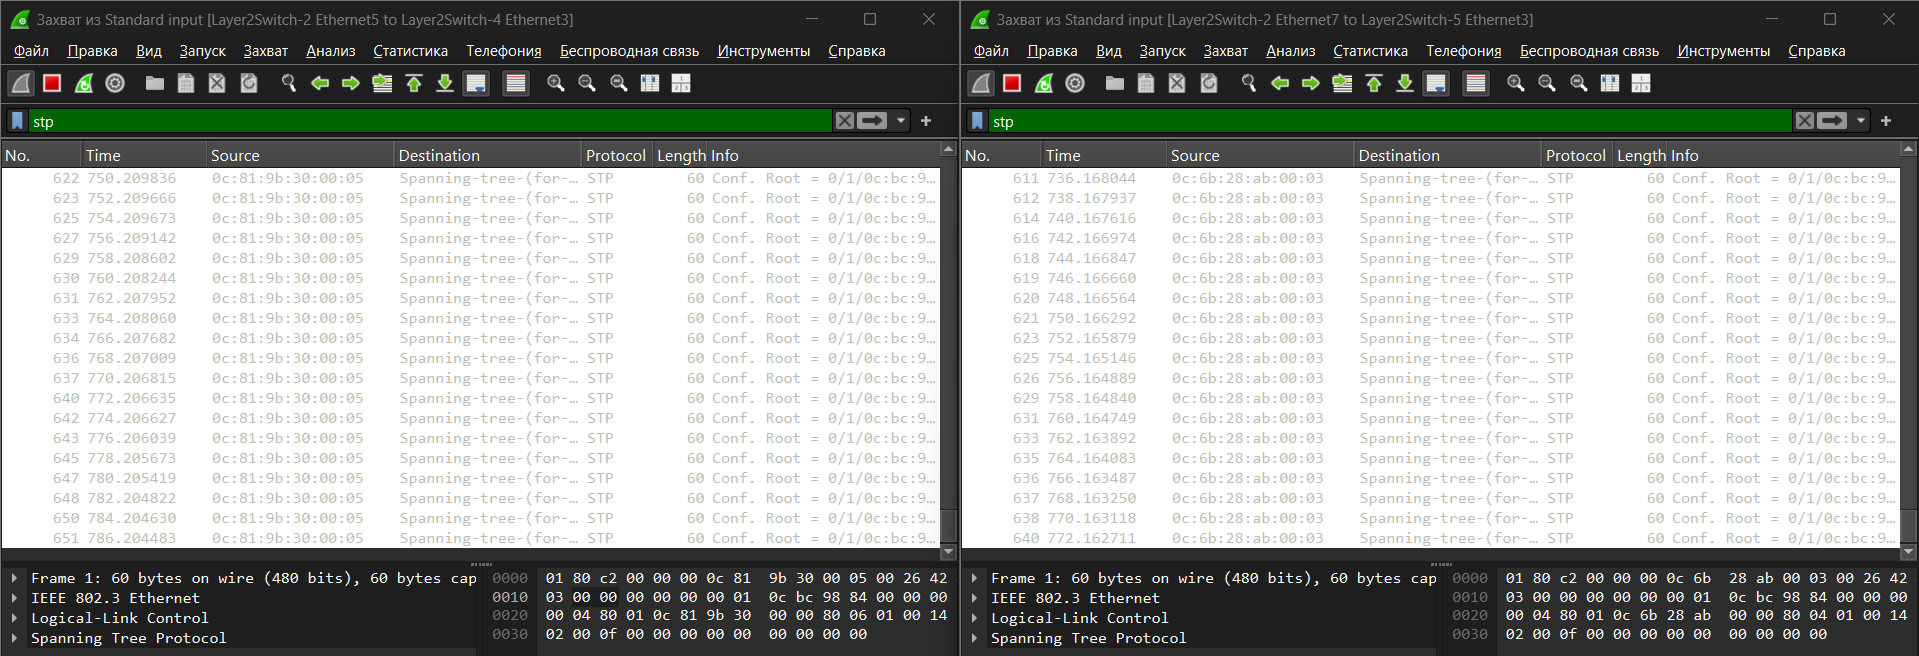 Захват из Standard input [Layer2Switch-2 Ethernet5 to Layer2Switch-4 Ethernet3]
Файл Правка Вид Запуск Захват Анализ Статистика Телефония Беспроводная связь Инструменты Справка
stp
No. Time Source Destination Protocol Length Info
622 750.209836 0c:81:9b:30:00:05 Spanning-tree-(for-… STP 60 Conf. Root = 0/1/0c:bc:9…
623 752.209666 0c:81:9b:30:00:05 Spanning-tree-(for-… STP 60 Conf. Root = 0/1/0c:bc:9…
625 754.209673 0c:81:9b:30:00:05 Spanning-tree-(for-… STP 60 Conf. Root = 0/1/0c:bc:9…
627 756.209142 0c:81:9b:30:00:05 Spanning-tree-(for-… STP 60 Conf. Root = 0/1/0c:bc:9…
629 758.208602 0c:81:9b:30:00:05 Spanning-tree-(for-… STP 60 Conf. Root = 0/1/0c:bc:9…
630 760.208244 0c:81:9b:30:00:05 Spanning-tree-(for-… STP 60 Conf. Root = 0/1/0c:bc:9…
631 762.207952 0c:81:9b:30:00:05 Spanning-tree-(for-… STP 60 Conf. Root = 0/1/0c:bc:9…
633 764.208060 0c:81:9b:30:00:05 Spanning-tree-(for-… STP 60 Conf. Root = 0/1/0c:bc:9…
634 766.207682 0c:81:9b:30:00:05 Spanning-tree-(for-… STP 60 Conf. Root = 0/1/0c:bc:9…
636 768.207009 0c:81:9b:30:00:05 Spanning-tree-(for-… STP 60 Conf. Root = 0/1/0c:bc:9…
637 770.206815 0c:81:9b:30:00:05 Spanning-tree-(for-… STP 60 Conf. Root = 0/1/0c:bc:9…
640 772.206635 0c:81:9b:30:00:05 Spanning-tree-(for-… STP 60 Conf. Root = 0/1/0c:bc:9…
642 774.206627 0c:81:9b:30:00:05 Spanning-tree-(for-… STP 60 Conf. Root = 0/1/0c:bc:9…
643 776.206039 0c:81:9b:30:00:05 Spanning-tree-(for-… STP 60 Conf. Root = 0/1/0c:bc:9…
645 778.205673 0c:81:9b:30:00:05 Spanning-tree-(for-… STP 60 Conf. Root = 0/1/0c:bc:9…
647 780.205419 0c:81:9b:30:00:05 Spanning-tree-(for-… STP 60 Conf. Root = 0/1/0c:bc:9…
648 782.204822 0c:81:9b:30:00:05 Spanning-tree-(for-… STP 60 Conf. Root = 0/1/0c:bc:9…
650 784.204630 0c:81:9b:30:00:05 Spanning-tree-(for-… STP 60 Conf. Root = 0/1/0c:bc:9…
651 786.204483 0c:81:9b:30:00:05 Spanning-tree-(for-… STP 60 Conf. Root = 0/1/0c:bc:9…
Frame 1: 60 bytes on wire (480 bits), 60 bytes cap
IEEE 802.3 Ethernet
Logical-Link Control
Spanning Tree Protocol
0000 01 80 c2 00 00 00 0c 81 9b 30 00 05 00 26 42
0010 03 00 00 00 00 00 00 01 0c bc 98 84 00 00 00
0020 00 04 80 01 0c 81 9b 30 00 00 80 06 01 00 14
0030 02 00 0f 00 00 00 00 00 00 00 00 00
Захват из Standard input [Layer2Switch-2 Ethernet7 to Layer2Switch-5 Ethernet3]
Файл Правка Вид Запуск Захват Анализ Статистика Телефония Беспроводная связь Инструменты Справка
stp
No. Time Source Destination Protocol Length Info
611 736.168044 0c:6b:28:ab:00:03 Spanning-tree-(for-… STP 60 Conf. Root = 0/1/0c:bc:9…
612 738.167937 0c:6b:28:ab:00:03 Spanning-tree-(for-… STP 60 Conf. Root = 0/1/0c:bc:9…
614 740.167616 0c:6b:28:ab:00:03 Spanning-tree-(for-… STP 60 Conf. Root = 0/1/0c:bc:9…
616 742.166974 0c:6b:28:ab:00:03 Spanning-tree-(for-… STP 60 Conf. Root = 0/1/0c:bc:9…
618 744.166847 0c:6b:28:ab:00:03 Spanning-tree-(for-… STP 60 Conf. Root = 0/1/0c:bc:9…
619 746.166660 0c:6b:28:ab:00:03 Spanning-tree-(for-… STP 60 Conf. Root = 0/1/0c:bc:9…
620 748.166564 0c:6b:28:ab:00:03 Spanning-tree-(for-… STP 60 Conf. Root = 0/1/0c:bc:9…
621 750.166292 0c:6b:28:ab:00:03 Spanning-tree-(for-… STP 60 Conf. Root = 0/1/0c:bc:9…
623 752.165879 0c:6b:28:ab:00:03 Spanning-tree-(for-… STP 60 Conf. Root = 0/1/0c:bc:9…
625 754.165146 0c:6b:28:ab:00:03 Spanning-tree-(for-… STP 60 Conf. Root = 0/1/0c:bc:9…
626 756.164889 0c:6b:28:ab:00:03 Spanning-tree-(for-… STP 60 Conf. Root = 0/1/0c:bc:9…
629 758.164840 0c:6b:28:ab:00:03 Spanning-tree-(for-… STP 60 Conf. Root = 0/1/0c:bc:9…
631 760.164749 0c:6b:28:ab:00:03 Spanning-tree-(for-… STP 60 Conf. Root = 0/1/0c:bc:9…
633 762.163892 0c:6b:28:ab:00:03 Spanning-tree-(for-… STP 60 Conf. Root = 0/1/0c:bc:9…
635 764.164083 0c:6b:28:ab:00:03 Spanning-tree-(for-… STP 60 Conf. Root = 0/1/0c:bc:9…
636 766.163487 0c:6b:28:ab:00:03 Spanning-tree-(for-… STP 60 Conf. Root = 0/1/0c:bc:9…
637 768.163250 0c:6b:28:ab:00:03 Spanning-tree-(for-… STP 60 Conf. Root = 0/1/0c:bc:9…
638 770.163118 0c:6b:28:ab:00:03 Spanning-tree-(for-… STP 60 Conf. Root = 0/1/0c:bc:9…
640 772.162711 0c:6b:28:ab:00:03 Spanning-tree-(for-… STP 60 Conf. Root = 0/1/0c:bc:9…
Frame 1: 60 bytes on wire (480 bits), 60 bytes cap
IEEE 802.3 Ethernet
Logical-Link Control
Spanning Tree Protocol
0000 01 80 c2 00 00 00 0c 6b 28 ab 00 03 00 26 42
0010 03 00 00 00 00 00 00 01 0c bc 98 84 00 00 00
0020 00 04 80 01 0c 6b 28 ab 00 00 80 04 01 00 14
0030 02 00 0f 00 00 00 00 00 00 00 00 00